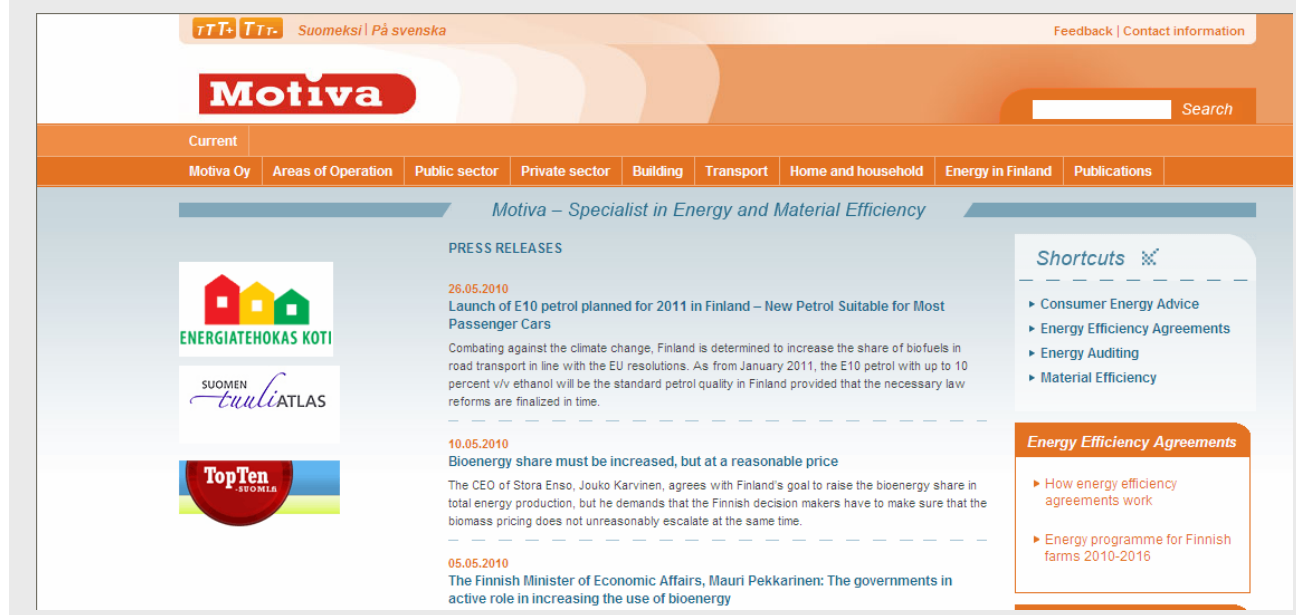 TTT+ TTT- Suomeksi | På svenska
Feedback | Contact information
Motiva
Search
Current
Motiva Oy
Areas of Operation
Public sector
Private sector
Building
Transport
Home and household
Energy in Finland
Publications
Motiva – Specialist in Energy and Material Efficiency
ENERGIATEHOKAS KOTI
SUOMEN
tuuliATLAS
TopTen
-SUOMI.fi
PRESS RELEASES
26.05.2010
Launch of E10 petrol planned for 2011 in Finland – New Petrol Suitable for Most
Passenger Cars
Combating against the climate change, Finland is determined to increase the share of biofuels in
road transport in line with the EU resolutions. As from January 2011, the E10 petrol with up to 10
percent v/v ethanol will be the standard petrol quality in Finland provided that the necessary law
reforms are finalized in time.
10.05.2010
Bioenergy share must be increased, but at a reasonable price
The CEO of Stora Enso, Jouko Karvinen, agrees with Finland's goal to raise the bioenergy share in
total energy production, but he demands that the Finnish decision makers have to make sure that the
biomass pricing does not unreasonably escalate at the same time.
05.05.2010
The Finnish Minister of Economic Affairs, Mauri Pekkarinen: The governments in
active role in increasing the use of bioenergy
Shortcuts
Consumer Energy Advice
Energy Efficiency Agreements
Energy Auditing
Material Efficiency
Energy Efficiency Agreements
How energy efficiency
agreements work
Energy programme for Finnish
farms 2010-2016